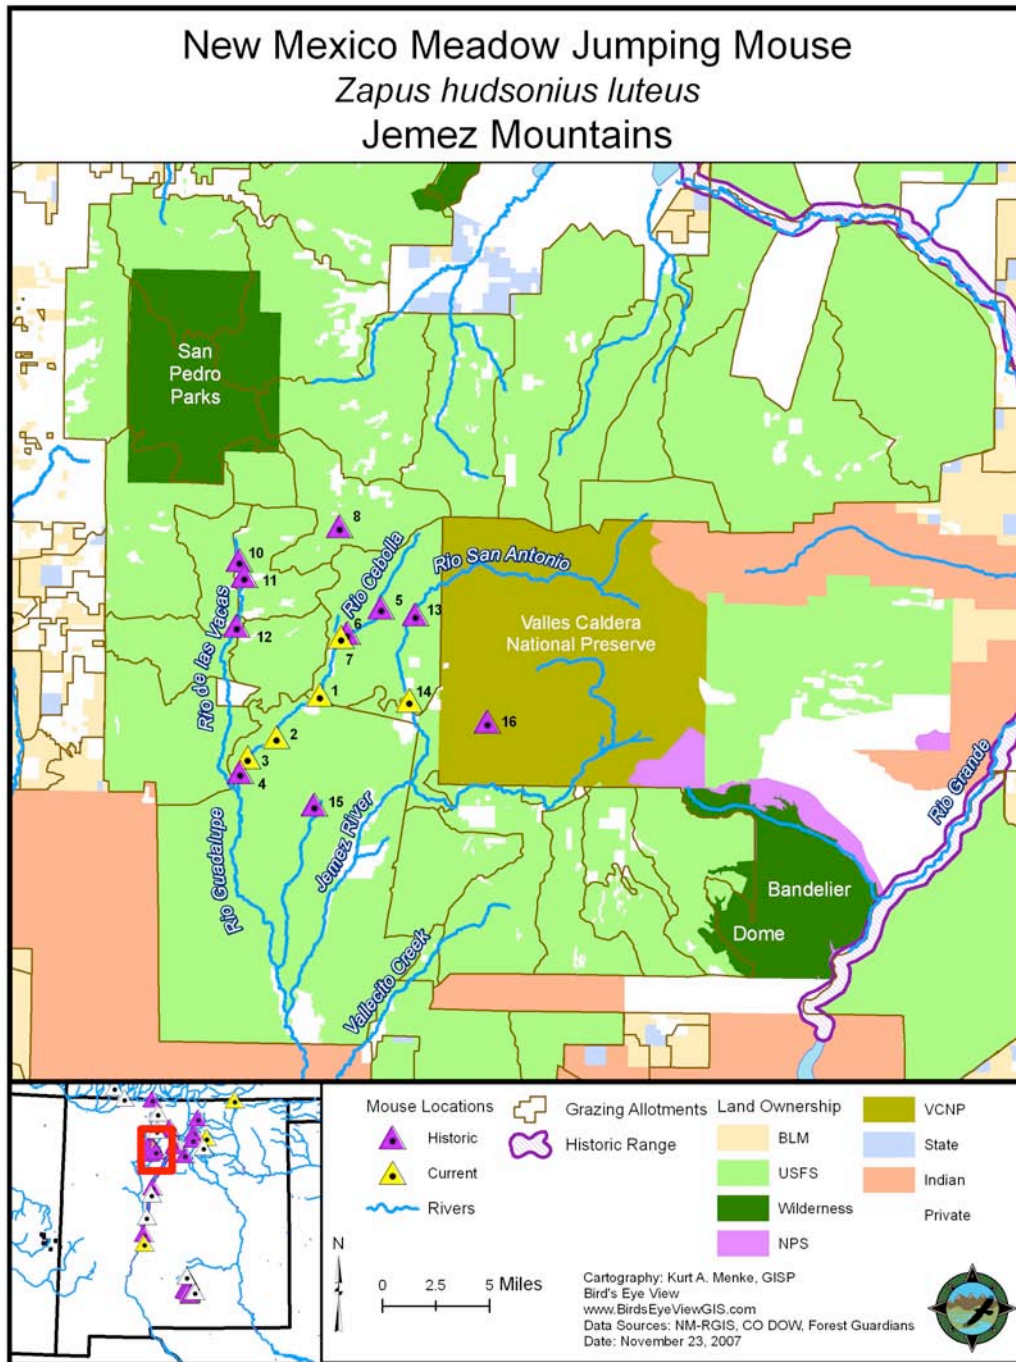 New Mexico Meadow Jumping Mouse
Zapus hudsonius luteus
Jemez Mountains
San
Pedro
Parks
8
10
11
12
Rio de las Vacas
Rio Cebolla
Rio San Antonio
5
13
6
7
Valles Caldera
National Preserve
1
14
2
16
3
4
15
Rio Guadalupe
Jemez River
Vallecito Creek
Rio Grande
Bandelier
Dome
Mouse Locations
Historic
Current
Rivers
Grazing Allotments
Historic Range
Land Ownership
BLM
USFS
Wilderness
NPS
VCNP
State
Indian
Private
N
0 2.5 5 Miles
Cartography: Kurt A. Menke, GISP
Bird's Eye View
www.BirdsEyeViewGIS.com
Data Sources: NM-RGIS, CO DOW, Forest Guardians
Date: November 23, 2007